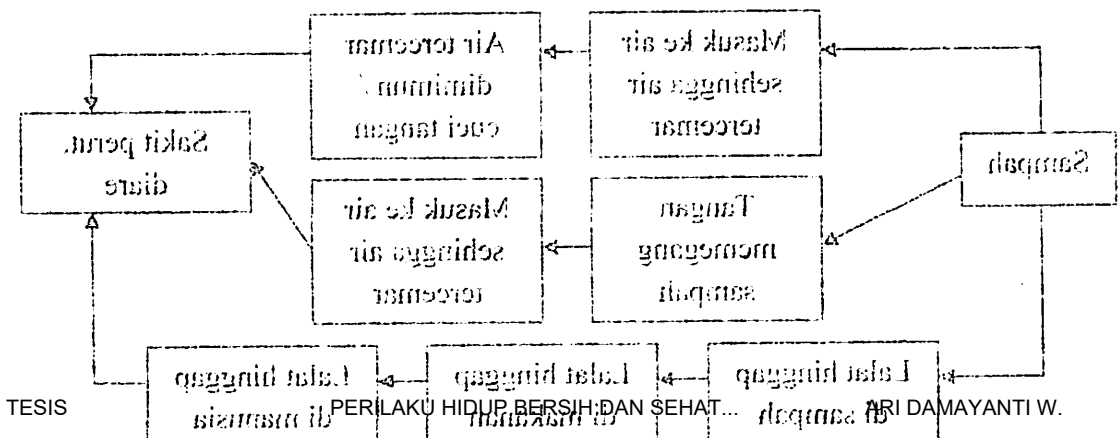 Masuk ke air
sehingga air
tercemar
Air tercemar
diminum /
cuci tangan
Sampah
Sakit perut,
diare
Tangan
memegang
sampah
Masuk ke air
sehingga air
tercemar
Lalat hinggap
di sampah
Lalat hinggap
di makanan
Lalat hinggap
di manusia
TESIS
PERILAKU HIDUP BERSIH DAN SEHAT...
ARI DAMAYANTI W.